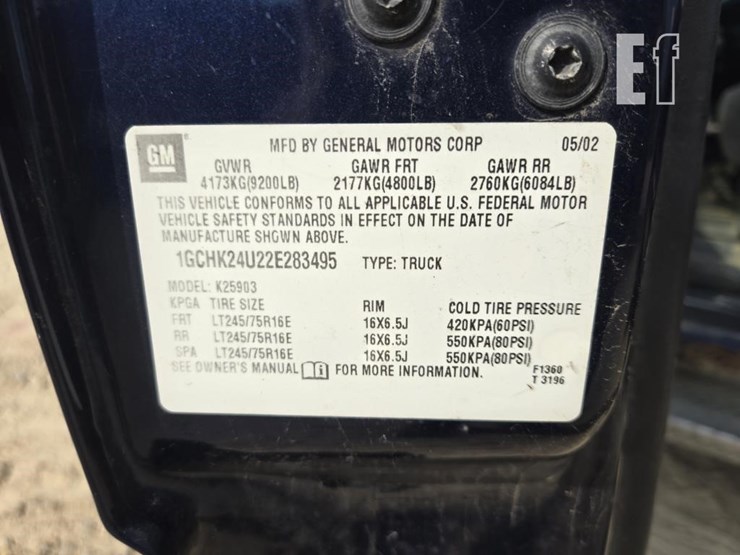 Ef
GM
MFD BY GENERAL MOTORS CORP 05/02
GVWR GAWR FRT GAWR RR
4173KG(9200LB) 2177KG(4800LB) 2760KG(6084LB)
THIS VEHICLE CONFORMS TO ALL APPLICABLE U.S. FEDERAL MOTOR
VEHICLE SAFETY STANDARDS IN EFFECT ON THE DATE OF
MANUFACTURE SHOWN ABOVE.
1GCHK24U22E283495 TYPE: TRUCK
MODEL: K25903
KPGA TIRE SIZE RIM COLD TIRE PRESSURE
FRT LT245/75R16E 16X6.5J 420KPA(60PSI)
RR LT245/75R16E 16X6.5J 550KPA(80PSI)
SPA LT245/75R16E 16X6.5J 550KPA(80PSI)
SEE OWNER'S MANUAL FOR MORE INFORMATION. F1360
T 3196